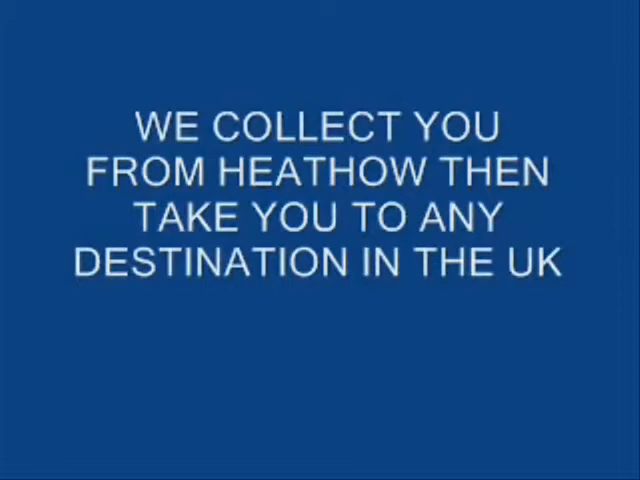 WE COLLECT YOU
FROM HEATHOW THEN
TAKE YOU TO ANY
DESTINATION IN THE UK